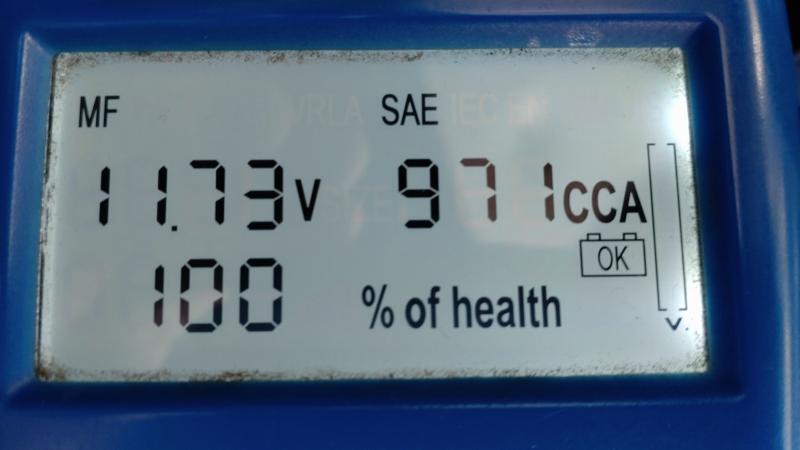 MF SAE
11.73V 971CCA
OK
100 % of health